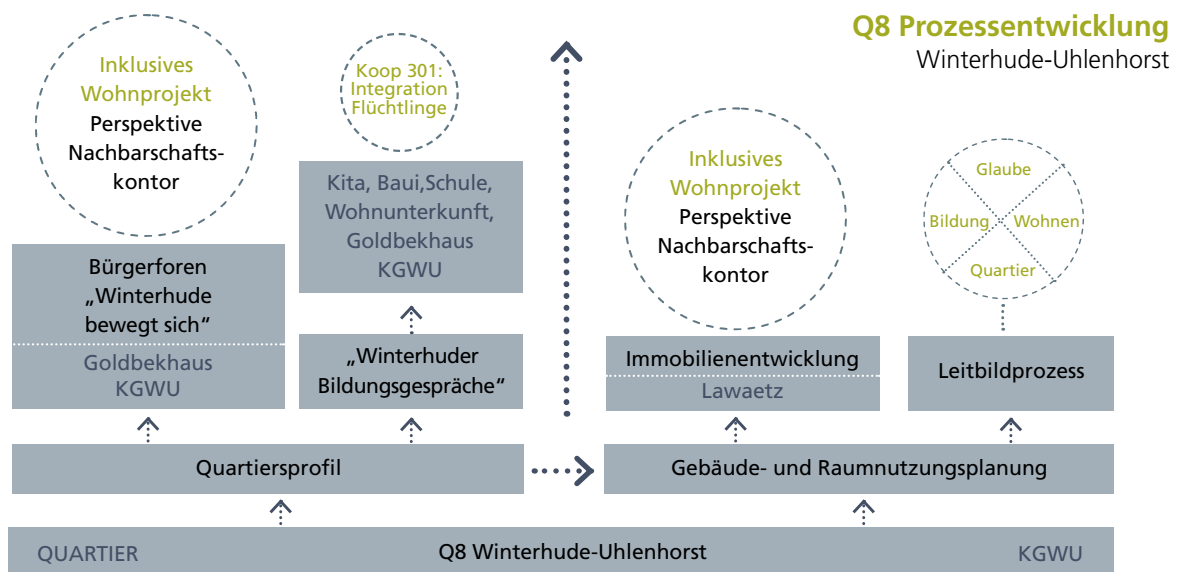 Q8 Prozessentwicklung
Winterhude-Uhlenhorst
Inklusives
Wohnprojekt
Perspektive
Nachbarschafts-
kontor
Koop 301:
Integration
Flüchtlinge
Kita, Baui,Schule,
Wohnunterkunft,
Goldbekhaus
KGWU
Bürgerforen
„Winterhude
bewegt sich“
Goldbekhaus
KGWU
„Winterhuder
Bildungsgespräche“
Inklusives
Wohnprojekt
Perspektive
Nachbarschafts-
kontor
Glaube
Bildung
Wohnen
Quartier
Immobilienentwicklung
Lawaetz
Leitbildprozess
Quartiersprofil
Gebäude- und Raumnutzungsplanung
QUARTIER
Q8 Winterhude-Uhlenhorst
KGWU